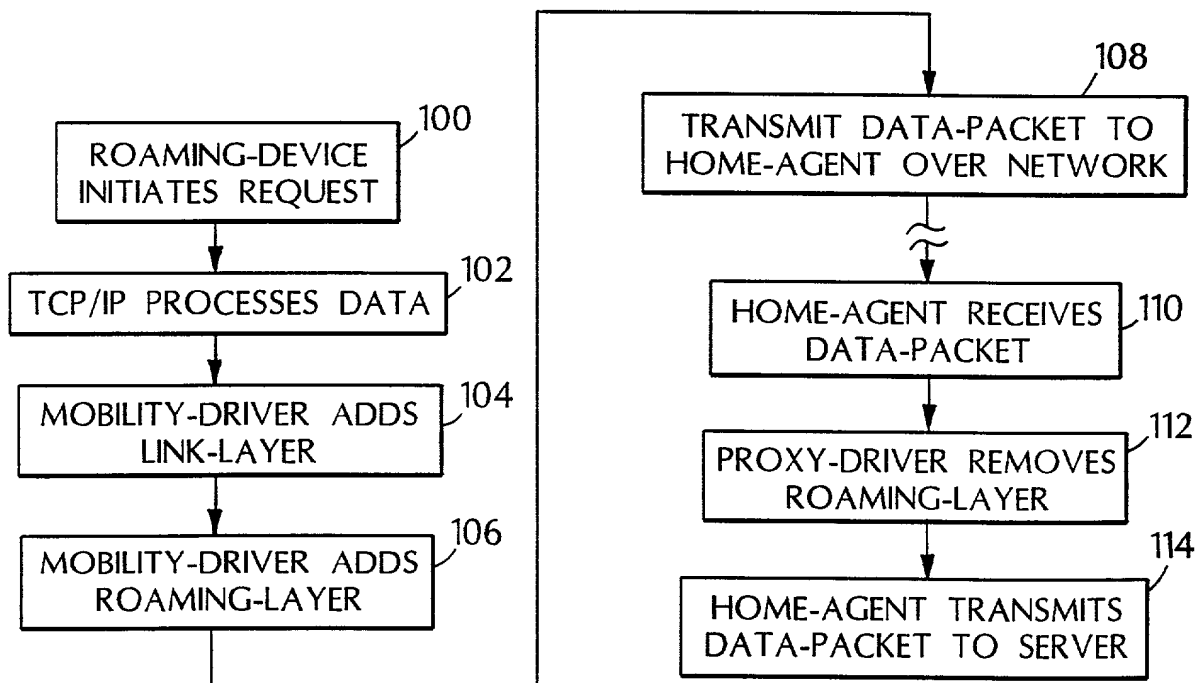 100
ROAMING-DEVICE
INITIATES REQUEST
102
TCP/IP PROCESSES DATA
104
MOBILITY-DRIVER ADDS
LINK-LAYER
106
MOBILITY-DRIVER ADDS
ROAMING-LAYER
108
TRANSMIT DATA-PACKET TO
HOME-AGENT OVER NETWORK
110
HOME-AGENT RECEIVES
DATA-PACKET
112
PROXY-DRIVER REMOVES
ROAMING-LAYER
114
HOME-AGENT TRANSMITS
DATA-PACKET TO SERVER